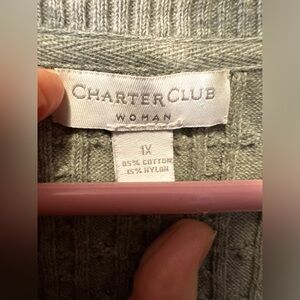 CHARTER CLUB
WOMAN
1X
85% COTTON
15% NYLON